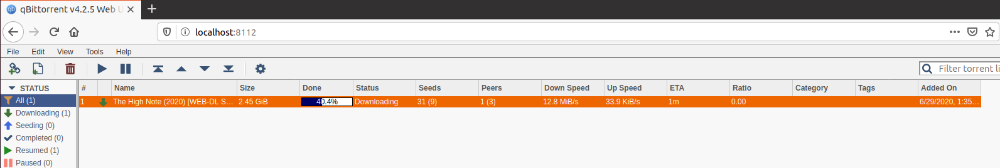 qBittorrent v4.2.5 Web U
localhost:8112
File Edit View Tools Help
Filter torrent li
STATUS # Name Size Done Status Seeds Peers Down Speed Up Speed ETA Ratio Category Tags Added On
All (1) 1 The High Note (2020) [WEB-DL S... 2.45 GiB 40.4% Downloading 31 (9) 1 (3) 12.8 MiB/s 33.9 KiB/s 1m 0.00 6/29/2020, 1:35...
Downloading (1)
Seeding (0)
Completed (0)
Resumed (1)
Paused (0)